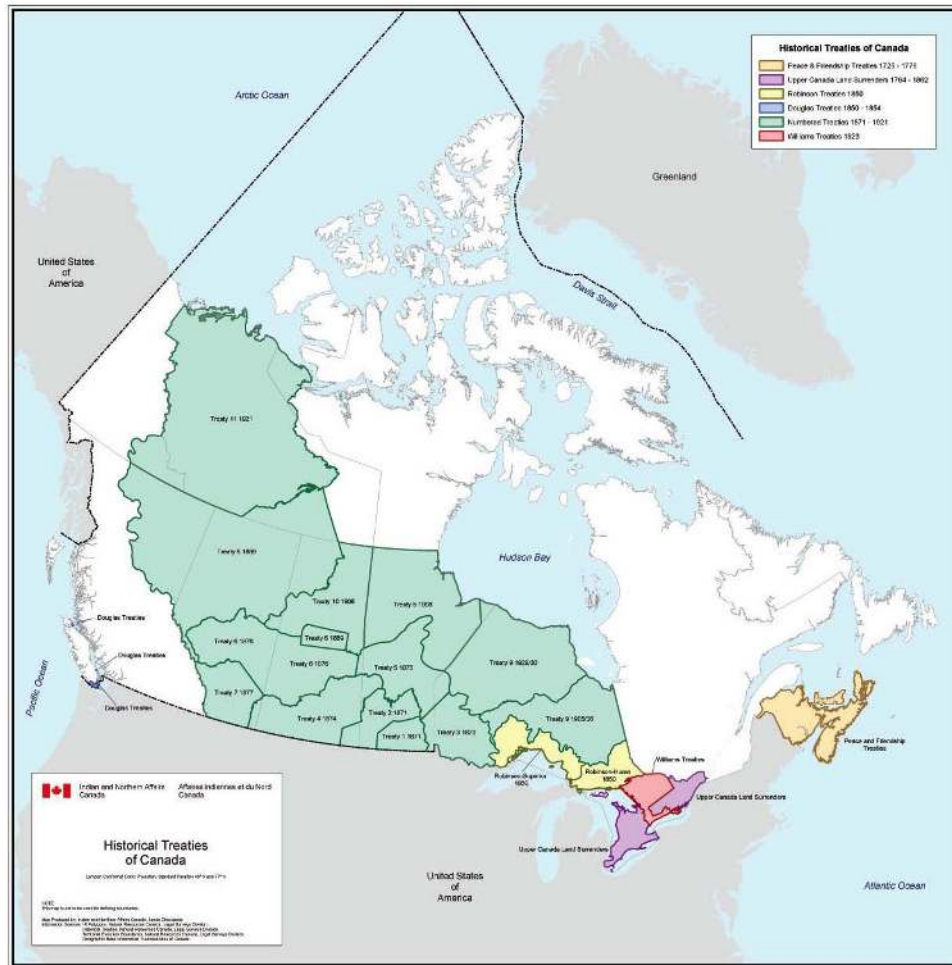 Historical Treaties of Canada
Peace & Friendship Treaties 1725 - 1779
Upper Canada Land Surrenders 1764 - 1862
Robinson Treaties 1850
Douglas Treaties 1850 - 1854
Numbered Treaties 1871 - 1921
Williams Treaties 1923
Arctic Ocean
Greenland
United States
of
America
Davis Strait
Treaty 11 1921
Hudson Bay
Treaty 8 1899
Treaty 10 1906
Treaty 5 1908
Douglas Treaties
Treaty 6 1876
Treaty 6 1889
Treaty 6 1876
Treaty 5 1875
Treaty 9 1929/30
Douglas Treaties
Pacific Ocean
Treaty 7 1877
Douglas Treaties
Treaty 4 1874
Treaty 2 1871
Treaty 1 1871
Treaty 3 1873
Treaty 9 1905/06
Peace and Friendship
Treaties
Williams Treaties
Robinson-Superior
1850
Robinson-Huron
1850
Upper Canada Land Surrenders
Upper Canada Land Surrenders
United States
of
America
Atlantic Ocean
Indian and Northern Affairs
Canada
Affaires indiennes et du Nord
Canada
Historical Treaties
of Canada